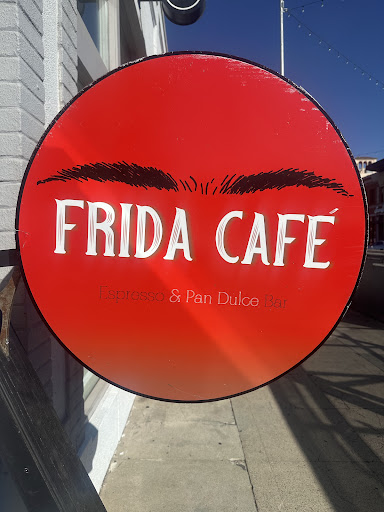 FRIDA CAFÉ
Espresso & Pan Dulce Bar